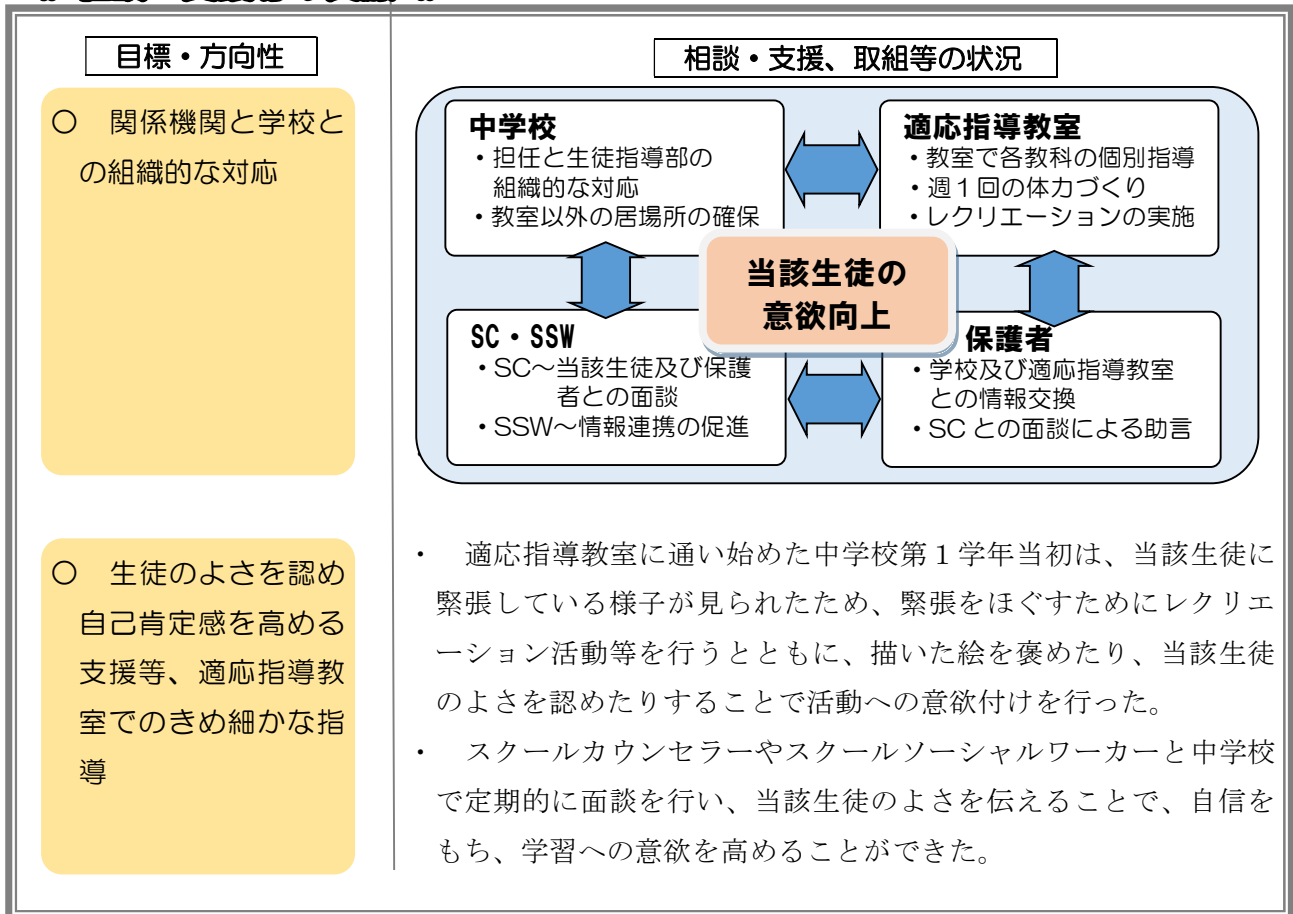 目標・方向性
○　関係機関と学校と
の組織的な対応
相談・支援、取組等の状況
中学校
・担任と生徒指導部の
組織的な対応
・教室以外の居場所の確保
適応指導教室
・教室で各教科の個別指導
・週１回の体力づくり
・レクリエーションの実施
当該生徒の
意欲向上
SC・SSW
・SC～当該生徒及び保護
者との面談
・SSW～情報連携の促進
保護者
・学校及び適応指導教室
との情報交換
・SC との面談による助言
○　生徒のよさを認め
自己肯定感を高める
支援等、適応指導教
室でのきめ細かな指
導
・　適応指導教室に通い始めた中学校第１学年当初は、当該生徒に
緊張している様子が見られたため、緊張をほぐすためにレクリエ
ーション活動等を行うとともに、描いた絵を褒めたり、当該生徒
のよさを認めたりすることで活動への意欲付けを行った。
・　スクールカウンセラーやスクールソーシャルワーカーと中学校
で定期的に面談を行い、当該生徒のよさを伝えることで、自信を
もち、学習への意欲を高めることができた。